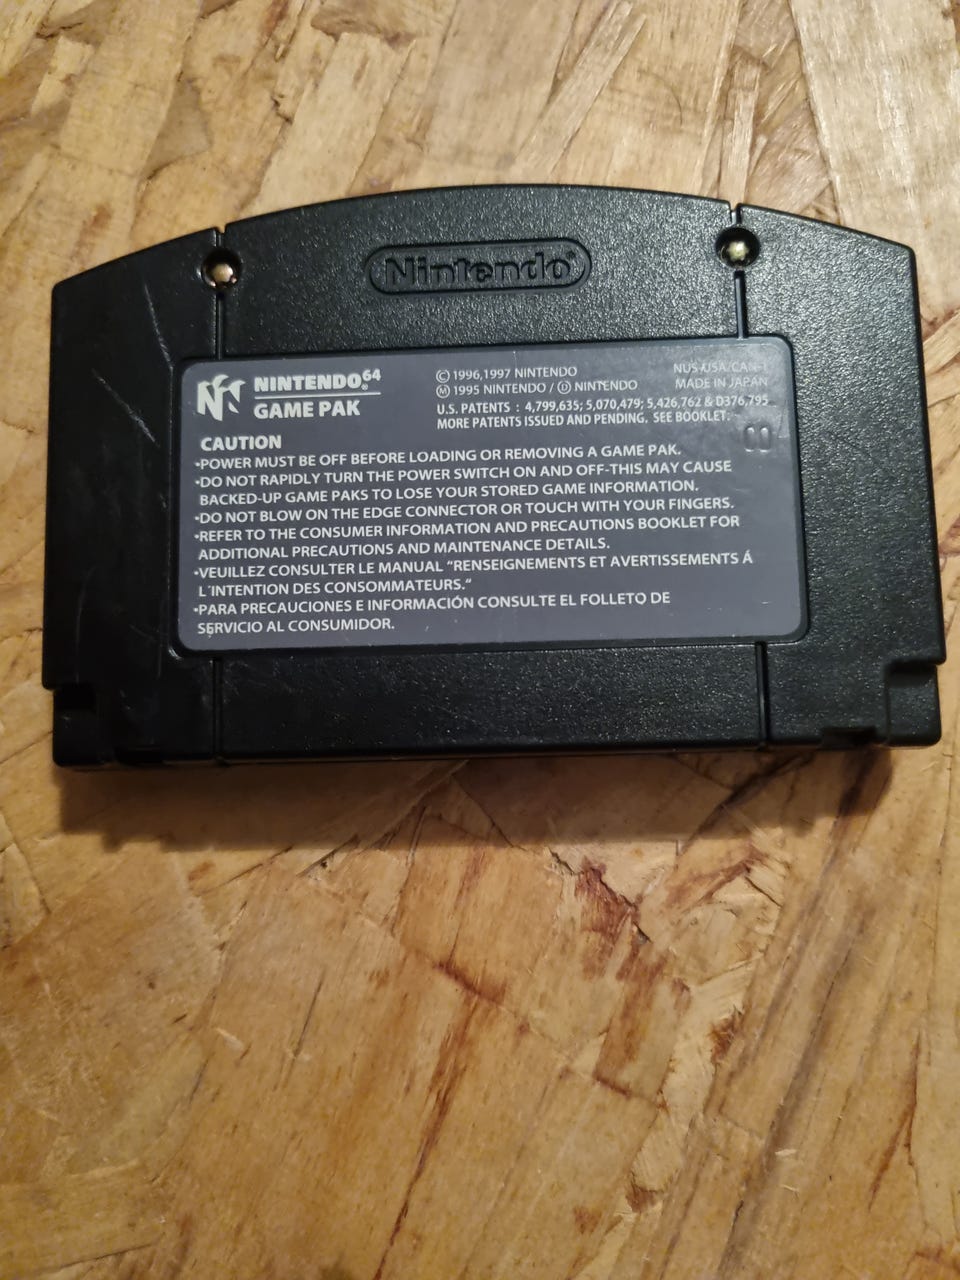 Nintendo®
NINTENDO64®
GAME PAK
© 1996,1997 NINTENDO
Ⓜ 1995 NINTENDO / Ⓓ NINTENDO
NUS-USA/CAN-1
MADE IN JAPAN
U.S. PATENTS : 4,799,635; 5,070,479; 5,426,762 & D376,795
MORE PATENTS ISSUED AND PENDING. SEE BOOKLET.
00
CAUTION
•POWER MUST BE OFF BEFORE LOADING OR REMOVING A GAME PAK.
•DO NOT RAPIDLY TURN THE POWER SWITCH ON AND OFF-THIS MAY CAUSE
BACKED-UP GAME PAKS TO LOSE YOUR STORED GAME INFORMATION.
•DO NOT BLOW ON THE EDGE CONNECTOR OR TOUCH WITH YOUR FINGERS.
•REFER TO THE CONSUMER INFORMATION AND PRECAUTIONS BOOKLET FOR
ADDITIONAL PRECAUTIONS AND MAINTENANCE DETAILS.
•VEUILLEZ CONSULTER LE MANUAL “RENSEIGNEMENTS ET AVERTISSEMENTS Á
L´INTENTION DES CONSOMMATEURS.“
•PARA PRECAUCIONES E INFORMACIÓN CONSULTE EL FOLLETO DE
SERVICIO AL CONSUMIDOR.